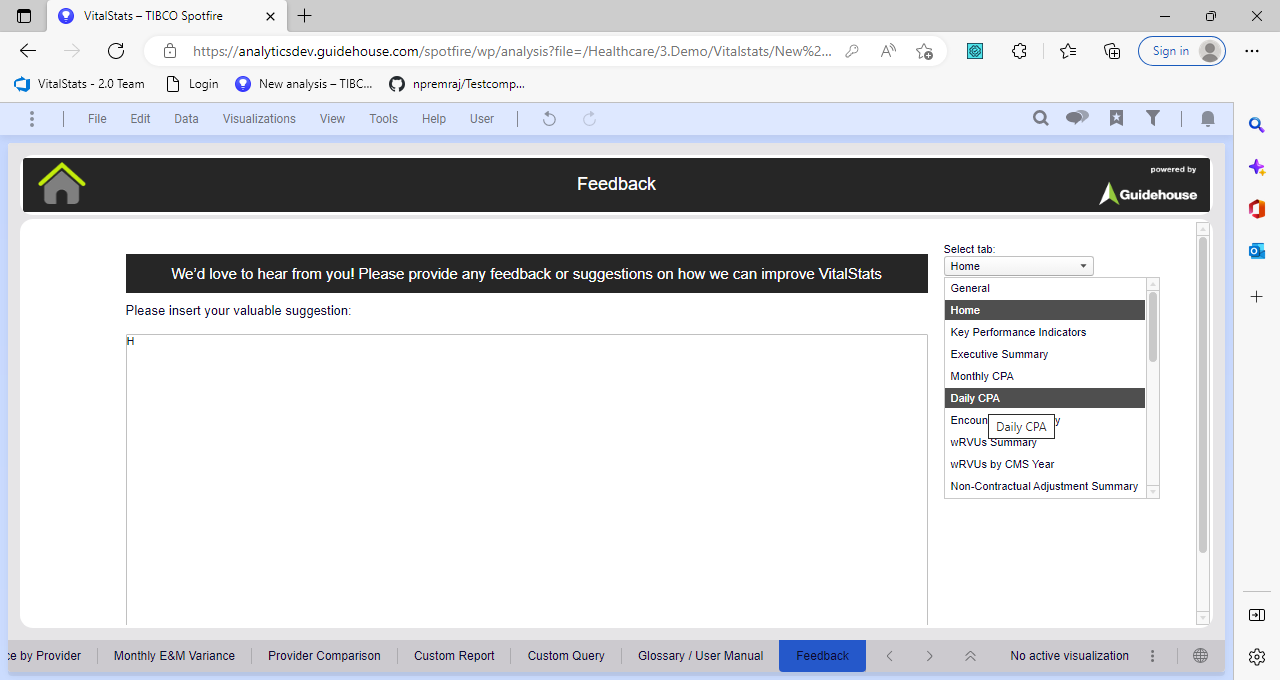 VitalStats – TIBCO Spotfire
https://analyticsdev.guidehouse.com/spotfire/wp/analysis?file=/Healthcare/3.Demo/Vitalstats/New%2...
Sign in
VitalStats - 2.0 Team
Login
New analysis – TIBC...
npremraj/Testcomp...
File
Edit
Data
Visualizations
View
Tools
Help
User
Feedback
powered by
Guidehouse
We'd love to hear from you! Please provide any feedback or suggestions on how we can improve VitalStats
Please insert your valuable suggestion:
H
Select tab:
Home
General
Home
Key Performance Indicators
Executive Summary
Monthly CPA
Daily CPA
Daily CPA
wRVUs Summary
wRVUs by CMS Year
Non-Contractual Adjustment Summary
ce by Provider
Monthly E&M Variance
Provider Comparison
Custom Report
Custom Query
Glossary / User Manual
Feedback
No active visualization